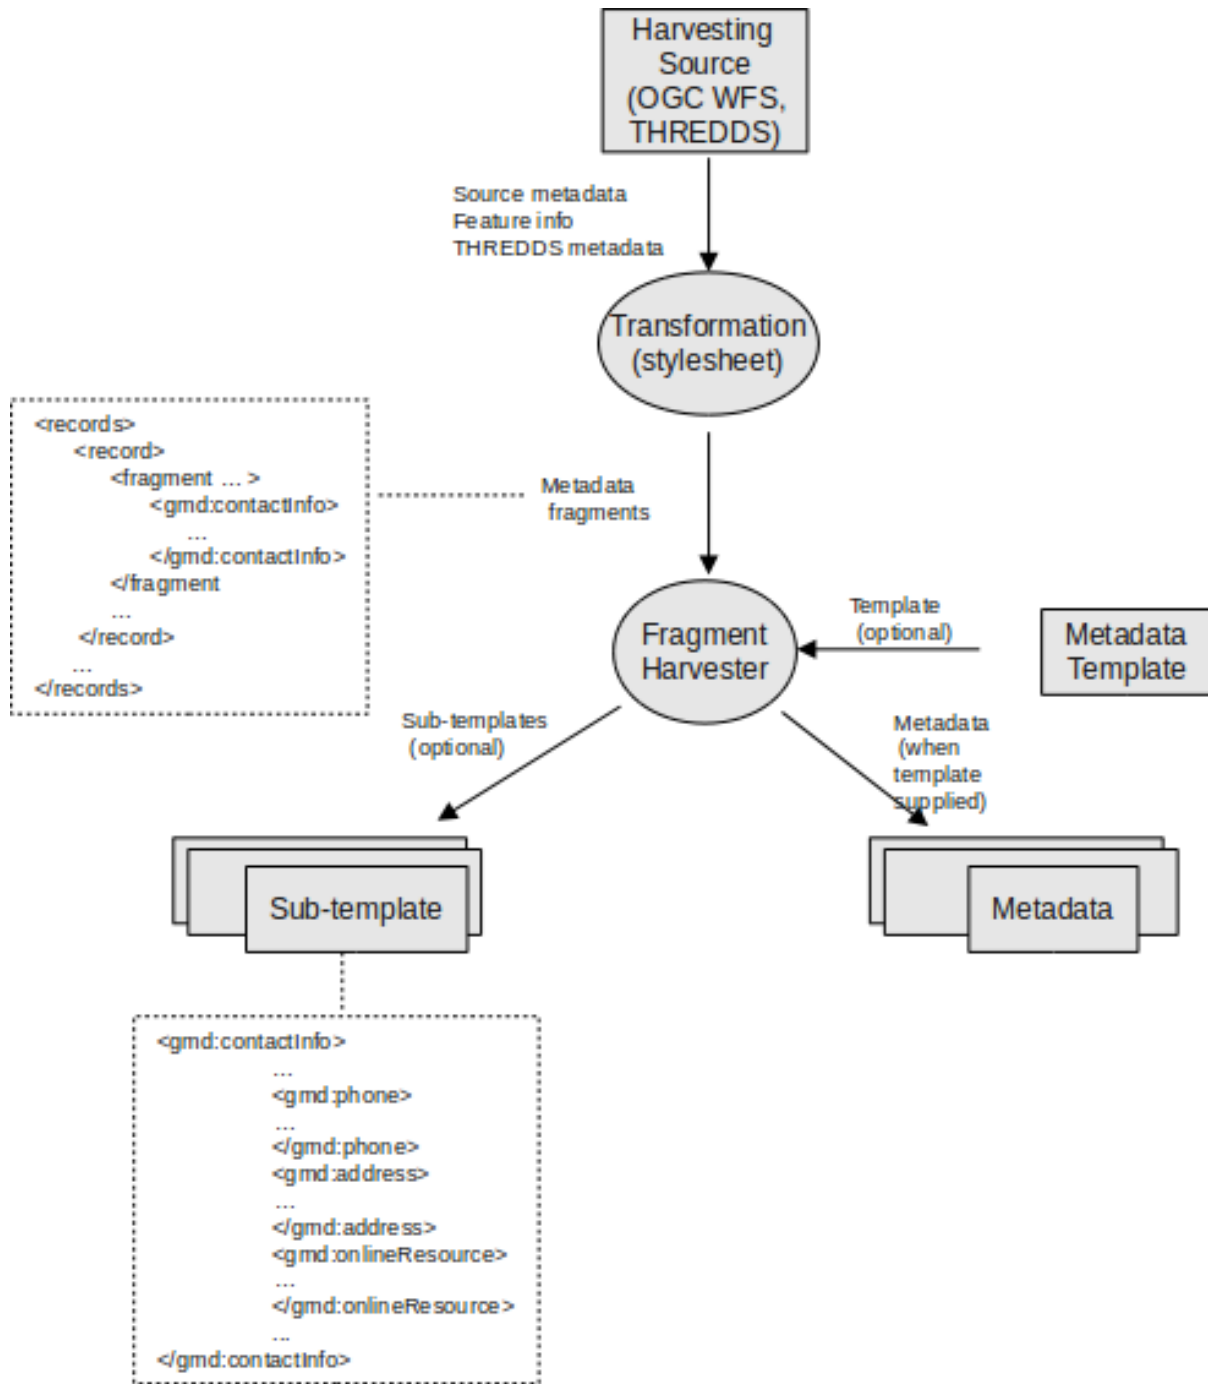 Harvesting
Source
(OGC WFS,
THREDDS)
Source metadata
Feature info
THREDDS metadata
Transformation
(stylesheet)
<records>
<record>
<fragment ... >
<gmd:contactInfo>
...
</gmd:contactInfo>
</fragment
...
</record>
...
</records>
Metadata
fragments
Fragment
Harvester
Template
(optional)
Metadata
Template
Sub-templates
(optional)
Metadata
(when
template
supplied)
Sub-template
Metadata
<gmd:contactInfo>
...
<gmd:phone>
...
</gmd:phone>
<gmd:address>
...
</gmd:address>
<gmd:onlineResource>
...
</gmd:onlineResource>
...
</gmd:contactInfo>